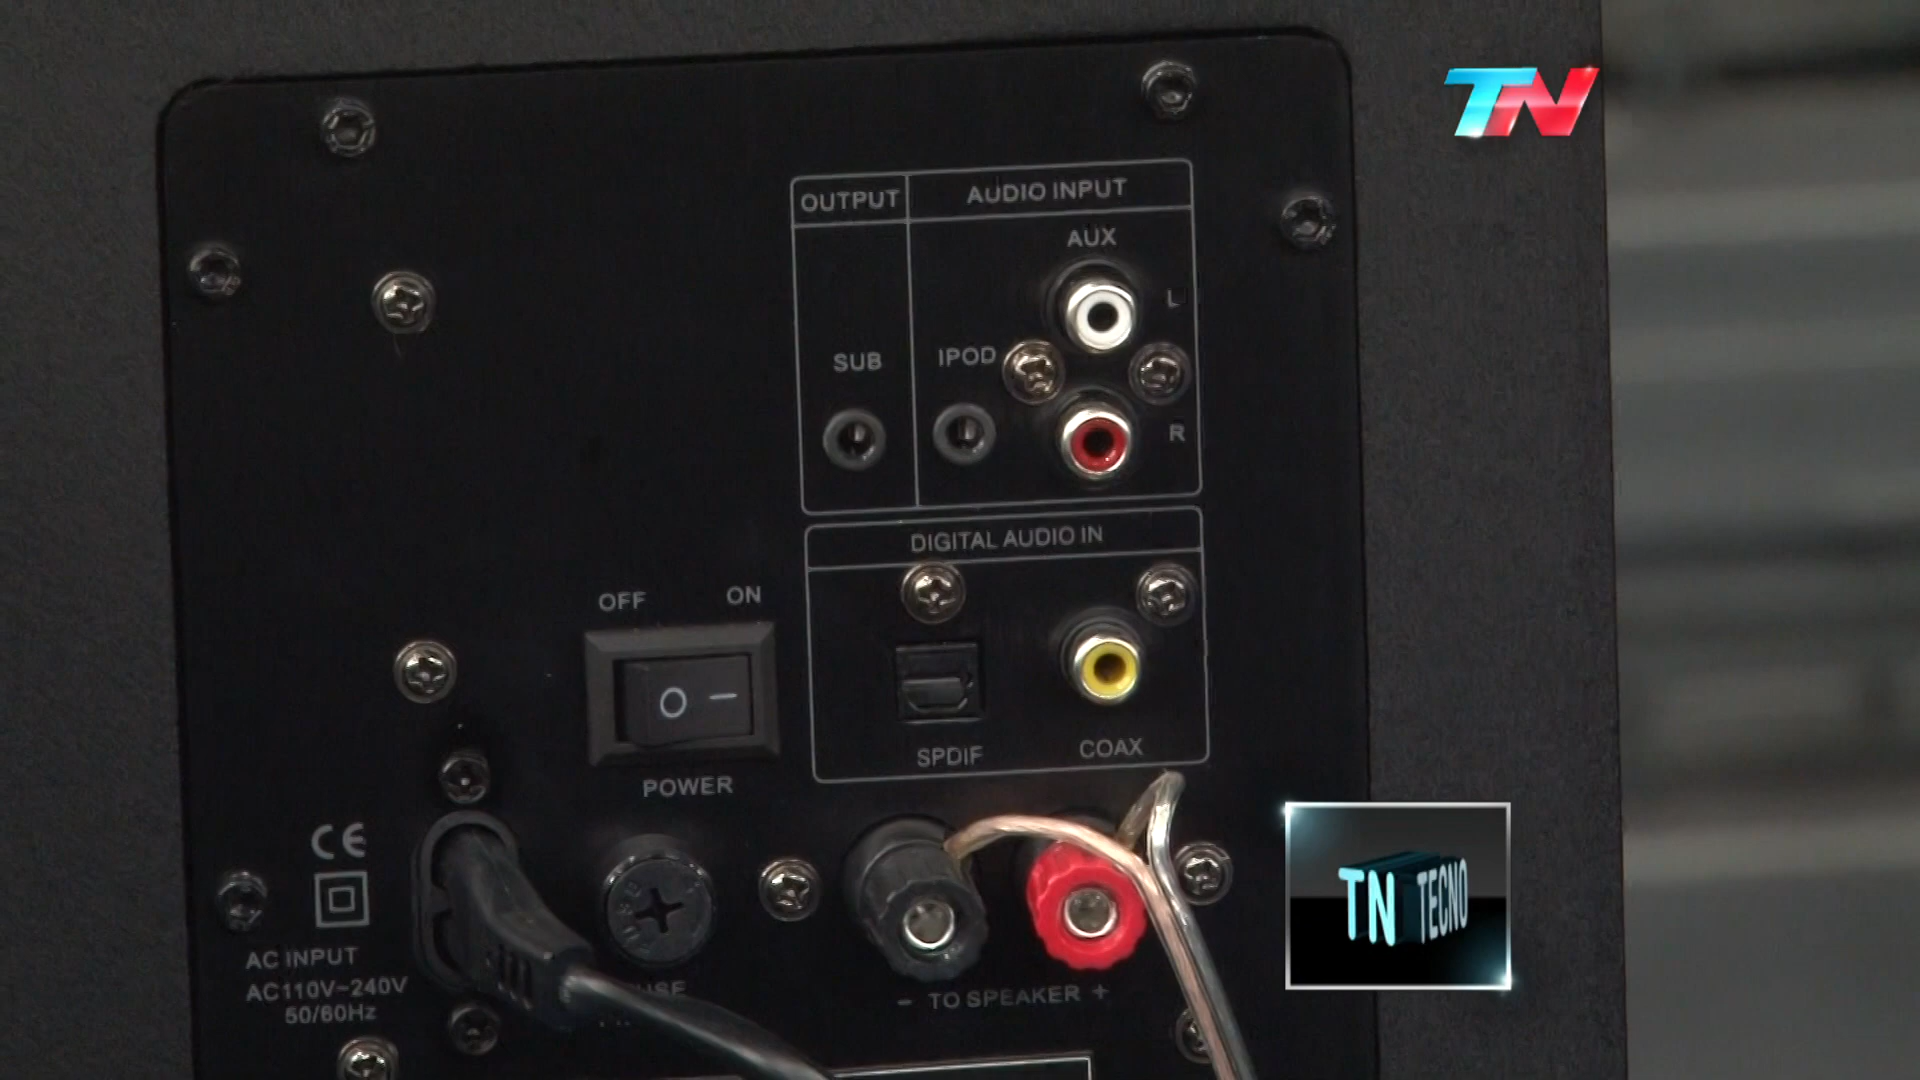 TN
OUTPUT
AUDIO INPUT
AUX
L
SUB
IPOD
R
DIGITAL AUDIO IN
OFF
ON
O –
SPDIF
COAX
POWER
CE
AC INPUT
AC110V~240V
50/60Hz
– TO SPEAKER +
TN TECNO